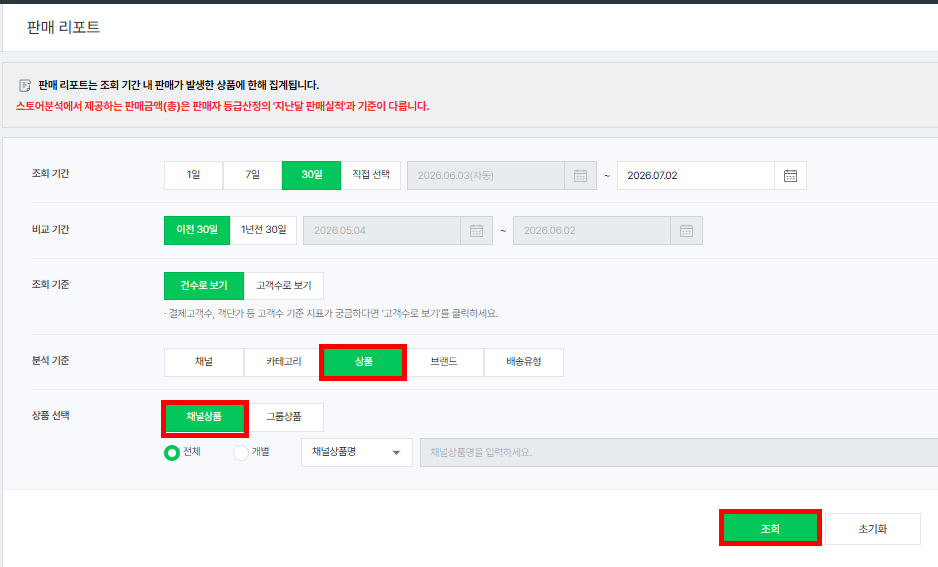 판매 리포트
판매 리포트는 조회 기간 내 판매가 발생한 상품에 한해 집계됩니다.
스토어분석에서 제공하는 판매금액(총)은 판매자 등급산정의 '지난달 판매실적'과 기준이 다릅니다.
조회 기간 1일 7일 30일 직접 선택 2026.06.03(자동) ~ 2026.07.02
비교 기간 이전 30일 1년전 30일 2026.05.04 ~ 2026.06.02
조회 기준 건수로 보기 고객수로 보기
· 결제고객수, 객단가 등 고객수 기준 지표가 궁금하다면 '고객수로 보기'를 클릭하세요.
분석 기준 채널 카테고리 상품 브랜드 배송유형
상품 선택 채널상품 그룹상품
전체 개별 채널상품명 채널상품명을 입력하세요.
조회 초기화